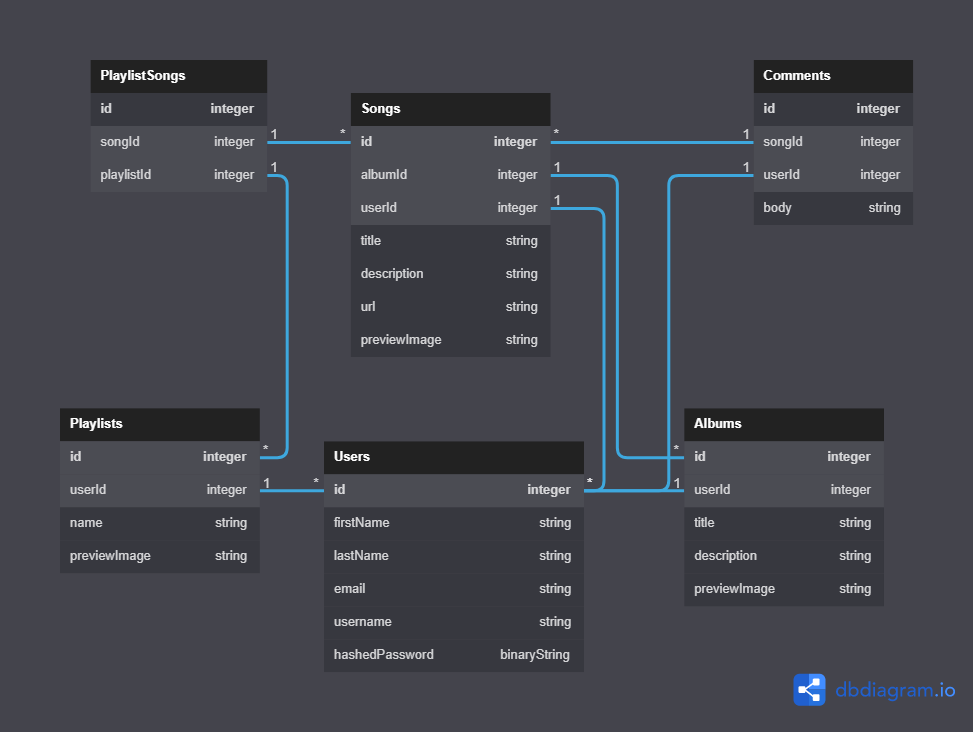 PlaylistSongs
id integer
songId integer 1
playlistId integer 1
Songs
* id integer *
albumId integer 1
userId integer 1
title string
description string
url string
previewImage string
Comments
id integer
1 songId integer
1 userId integer
body string
Playlists
id integer *
userId integer 1
name string
previewImage string
Users
* id integer *
firstName string
lastName string
email string
username string
hashedPassword binaryString
Albums
* id integer
1 userId integer
title string
description string
previewImage string
dbdiagram.io